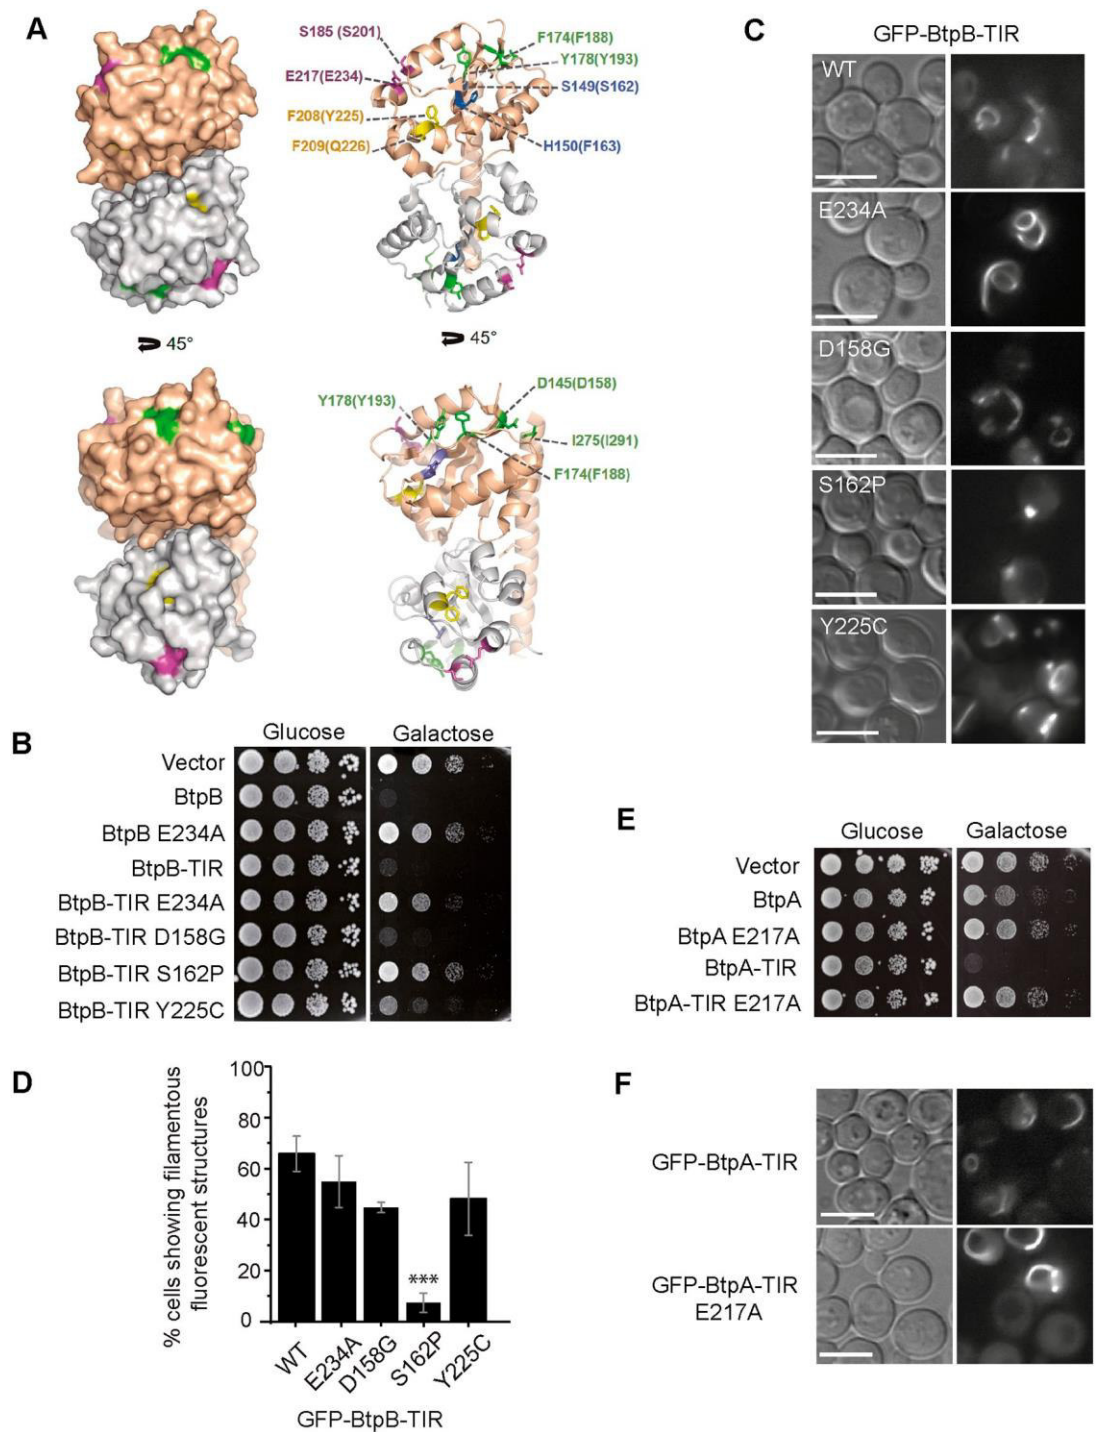 A
S185 (S201)
E217(E234)
F208(Y225)
F209(Q226)
F174(F188)
Y178(Y193)
S149(S162)
H150(F163)
45°
45°
Y178(Y193)
D145(D158)
I275(I291)
F174(F188)
B
Glucose Galactose
Vector
BtpB
BtpB E234A
BtpB-TIR
BtpB-TIR E234A
BtpB-TIR D158G
BtpB-TIR S162P
BtpB-TIR Y225C
C
GFP-BtpB-TIR
WT
E234A
D158G
S162P
Y225C
D
% cells showing filamentous
fluorescent structures
100
80
60
40
20
0
***
WT E234A D158G S162P Y225C
GFP-BtpB-TIR
E
Glucose Galactose
Vector
BtpA
BtpA E217A
BtpA-TIR
BtpA-TIR E217A
F
GFP-BtpA-TIR
GFP-BtpA-TIR
E217A